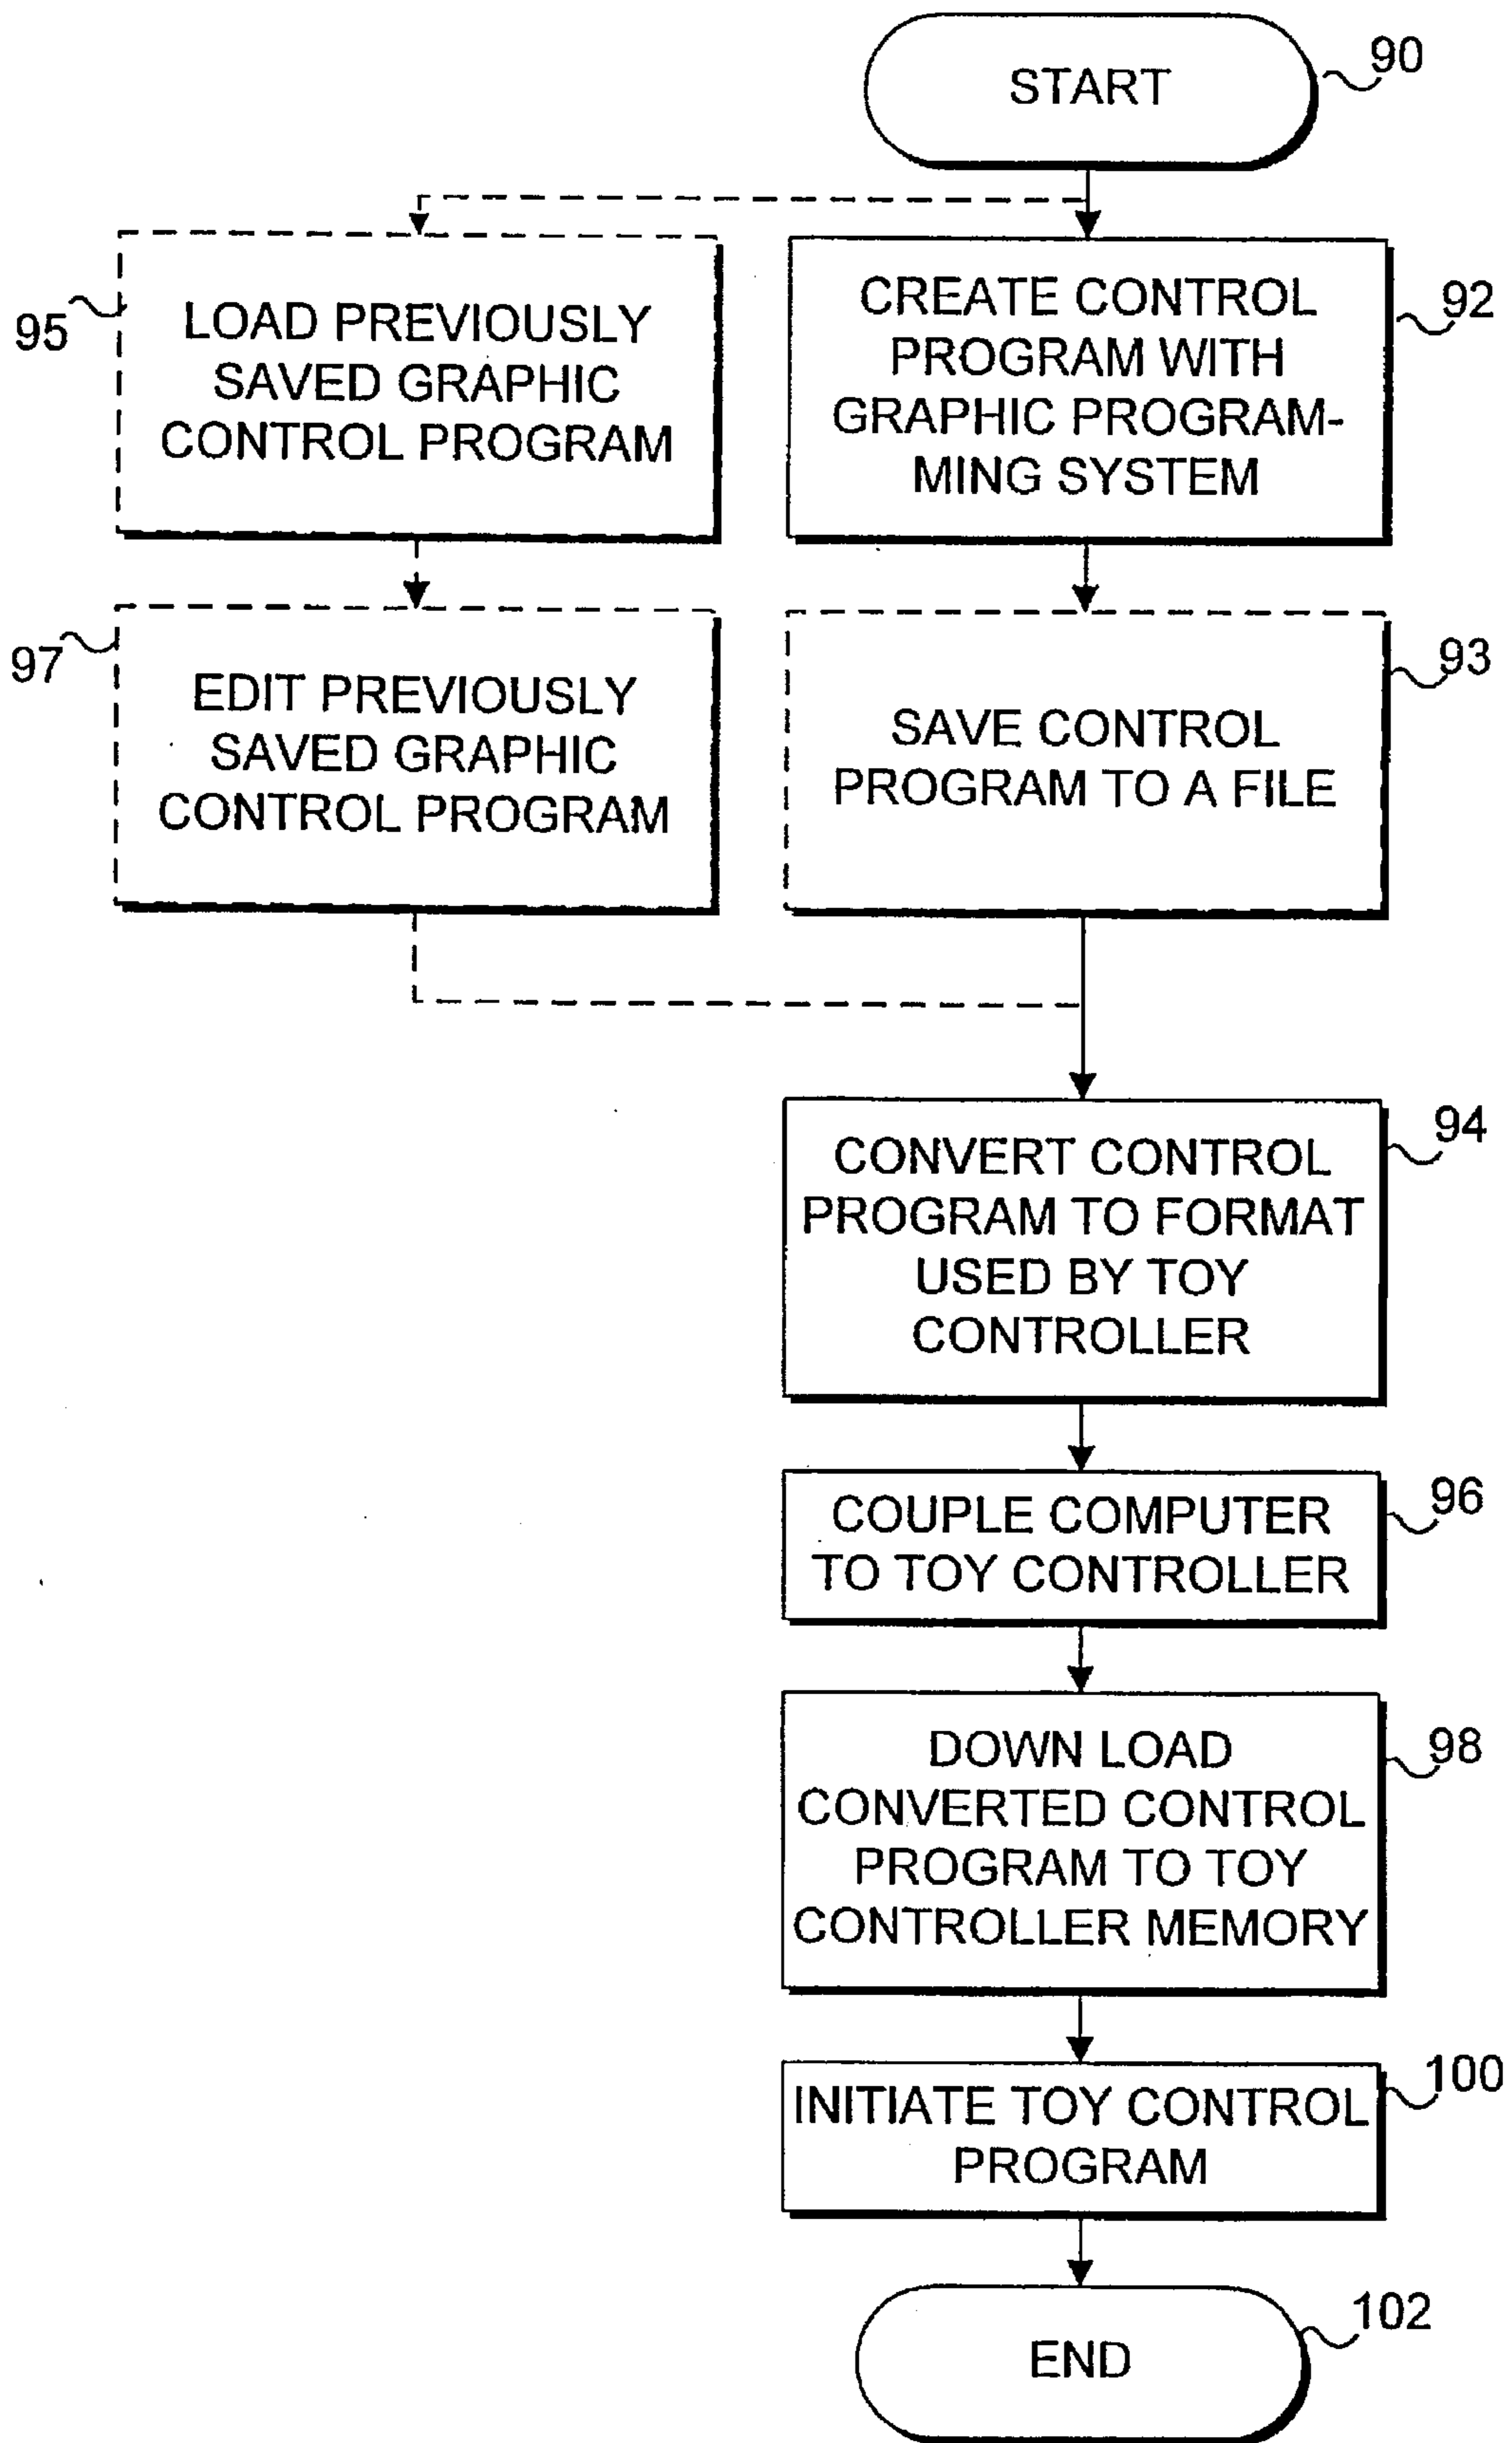 START
90
LOAD PREVIOUSLY
SAVED GRAPHIC
CONTROL PROGRAM
95
CREATE CONTROL
PROGRAM WITH
GRAPHIC PROGRAM-
MING SYSTEM
92
EDIT PREVIOUSLY
SAVED GRAPHIC
CONTROL PROGRAM
97
SAVE CONTROL
PROGRAM TO A FILE
93
CONVERT CONTROL
PROGRAM TO FORMAT
USED BY TOY
CONTROLLER
94
COUPLE COMPUTER
TO TOY CONTROLLER
96
DOWN LOAD
CONVERTED CONTROL
PROGRAM TO TOY
CONTROLLER MEMORY
98
INITIATE TOY CONTROL
PROGRAM
100
END
102